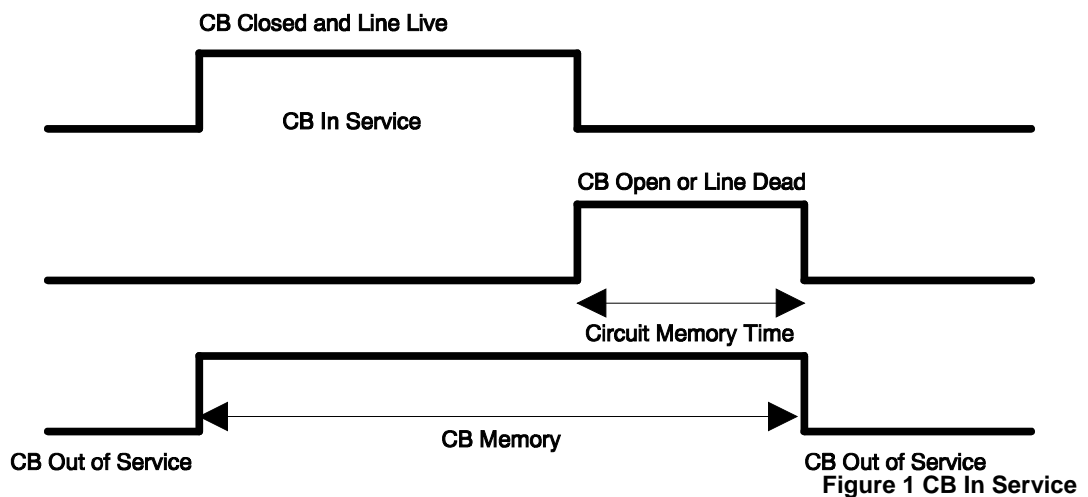 CB Closed and Line Live
CB In Service
CB Open or Line Dead
Circuit Memory Time
CB Memory
CB Out of Service
CB Out of Service
Figure 1 CB In Service